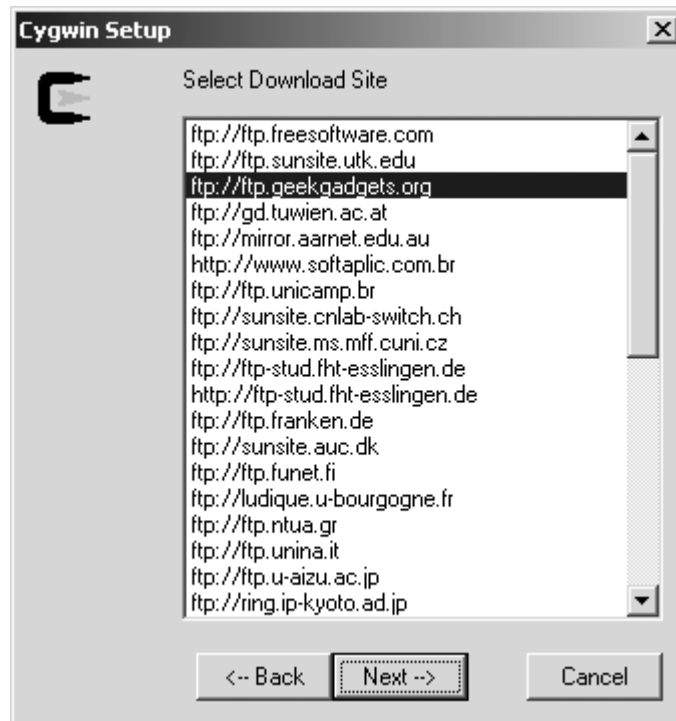 Cygwin Setup
Select Download Site
ftp://ftp.freesoftware.com
ftp://ftp.sunsite.utk.edu
ftp://ftp.geekgadgets.org
ftp://gd.tuwien.ac.at
ftp://mirror.aarnet.edu.au
http://www.softaplic.com.br
ftp://ftp.unicamp.br
ftp://sunsite.cnlab-switch.ch
ftp://sunsite.ms.mff.cuni.cz
ftp://ftp-stud.fht-esslingen.de
http://ftp-stud.fht-esslingen.de
ftp://ftp.franken.de
ftp://sunsite.auc.dk
ftp://ftp.funet.fi
ftp://ludique.u-bourgogne.fr
ftp://ftp.ntua.gr
ftp://ftp.unina.it
ftp://ftp.u-aizu.ac.jp
ftp://ring.ip-kyoto.ad.jp
<-- Back Next --> Cancel